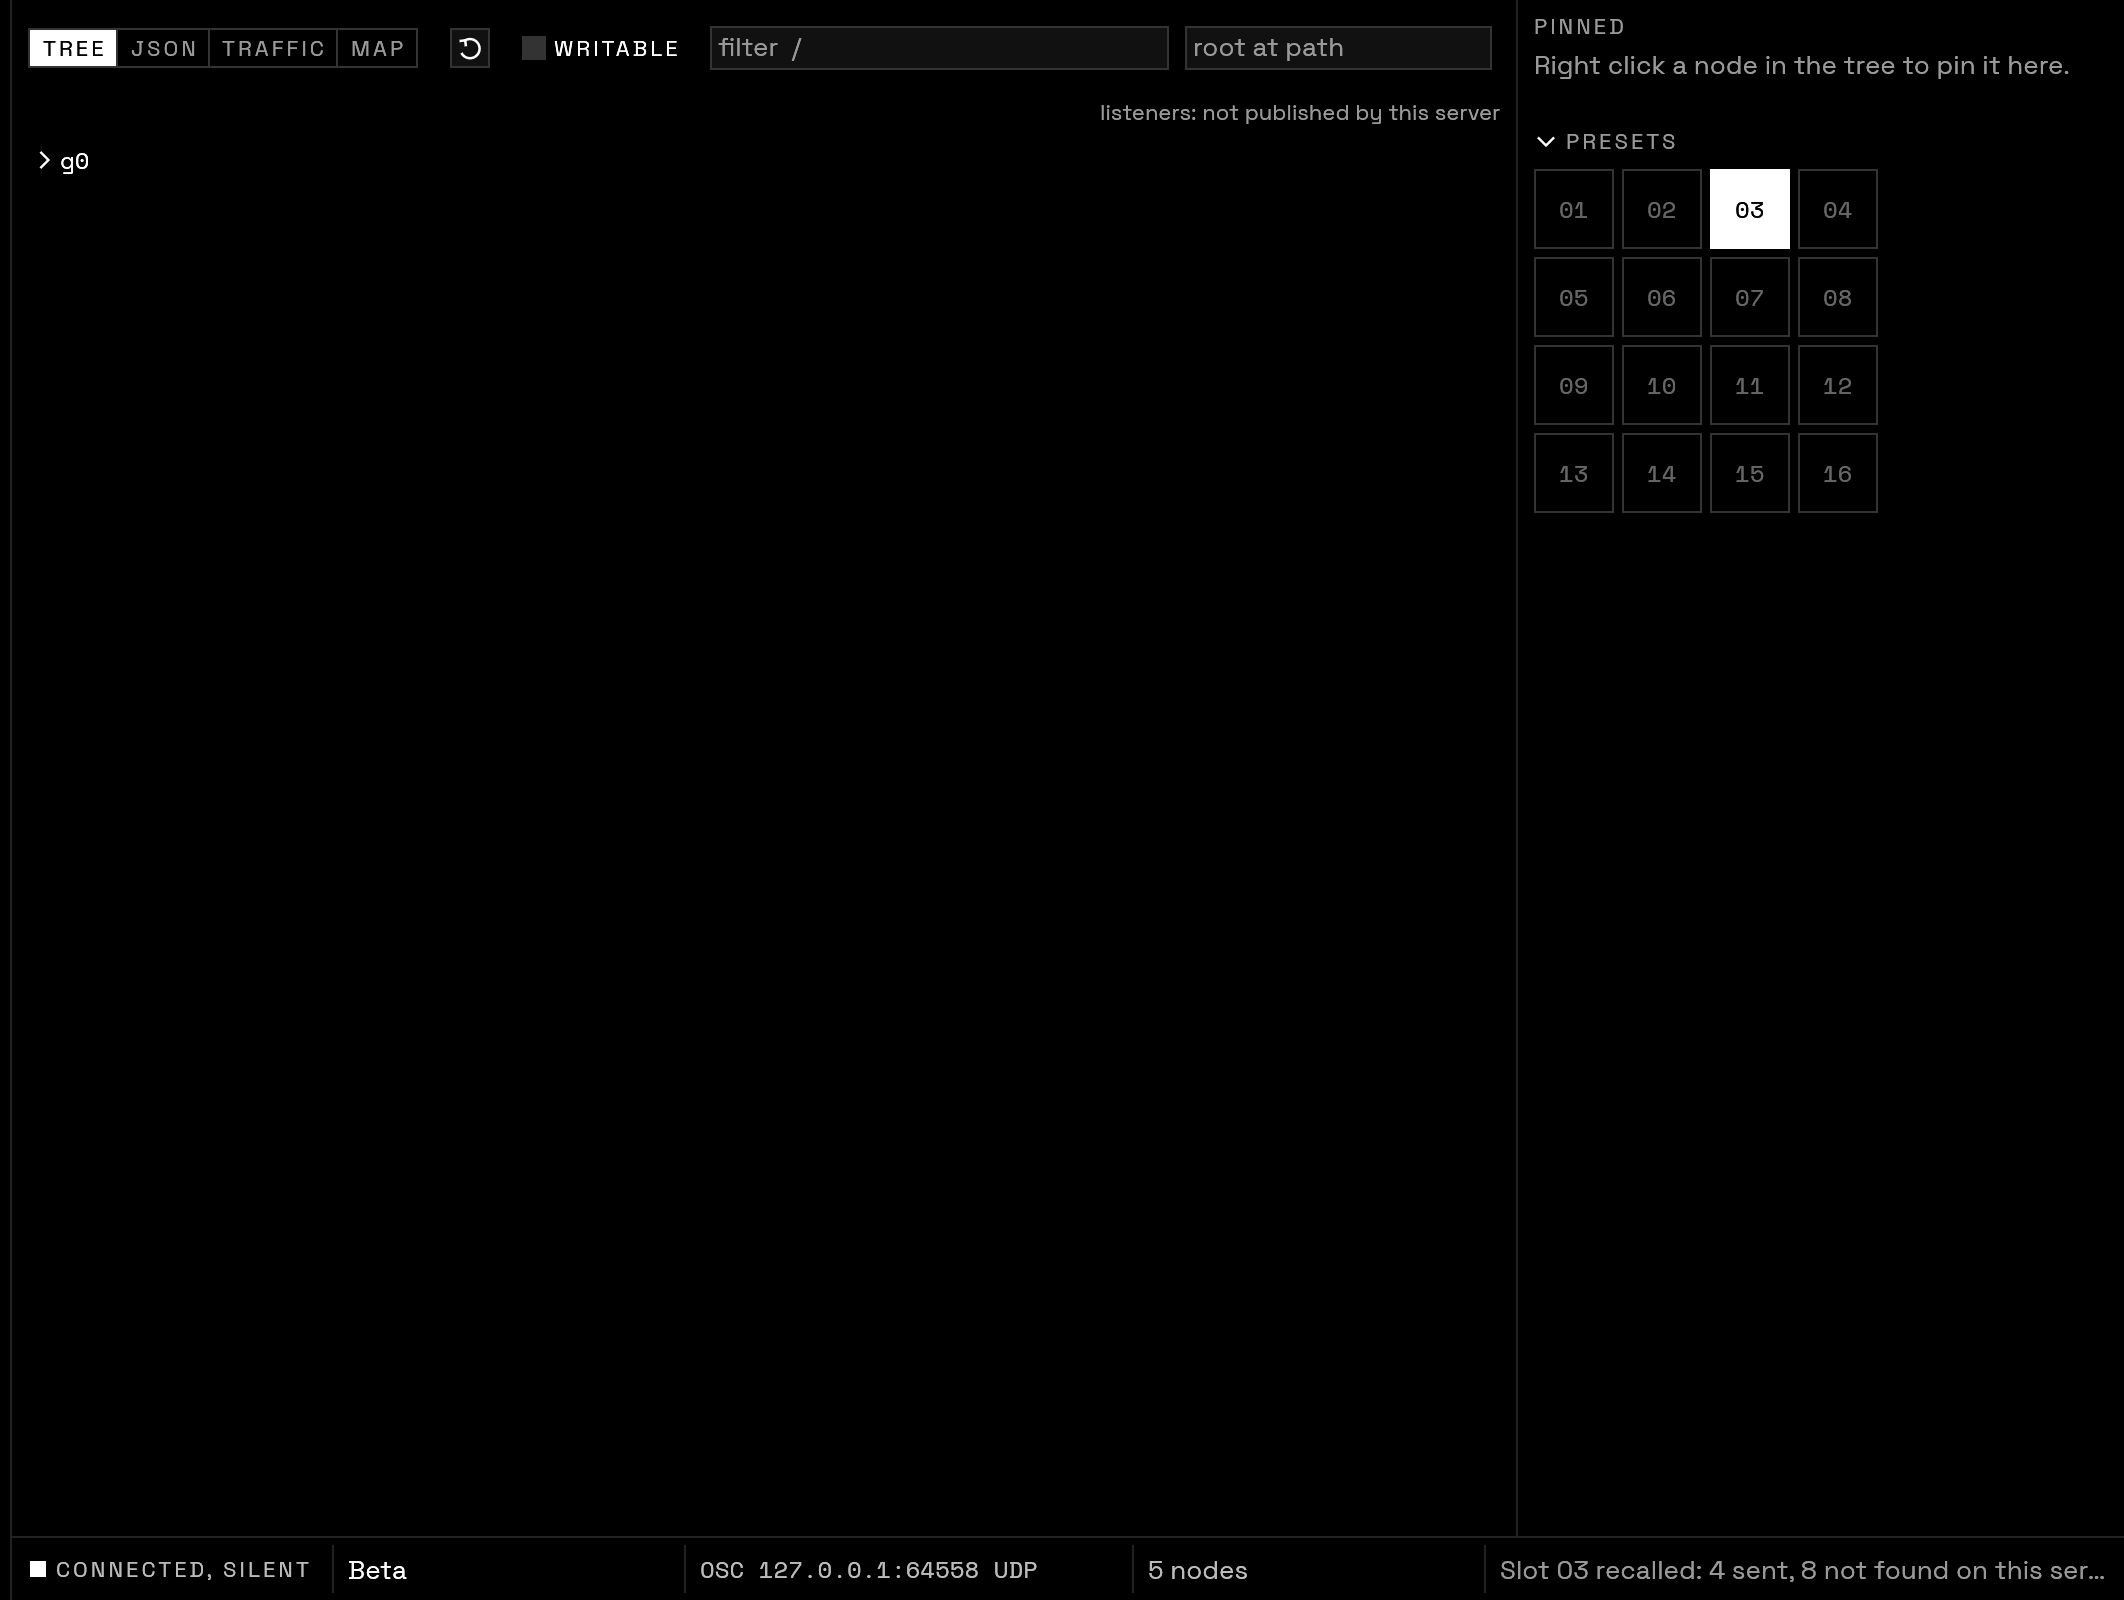 TREE JSON TRAFFIC MAP WRITABLE filter / root at path
listeners: not published by this server
g0
PINNED
Right click a node in the tree to pin it here.
PRESETS
01 02 03 04
05 06 07 08
09 10 11 12
13 14 15 16
CONNECTED, SILENT Beta OSC 127.0.0.1:64558 UDP 5 nodes Slot 03 recalled: 4 sent, 8 not found on this ser...